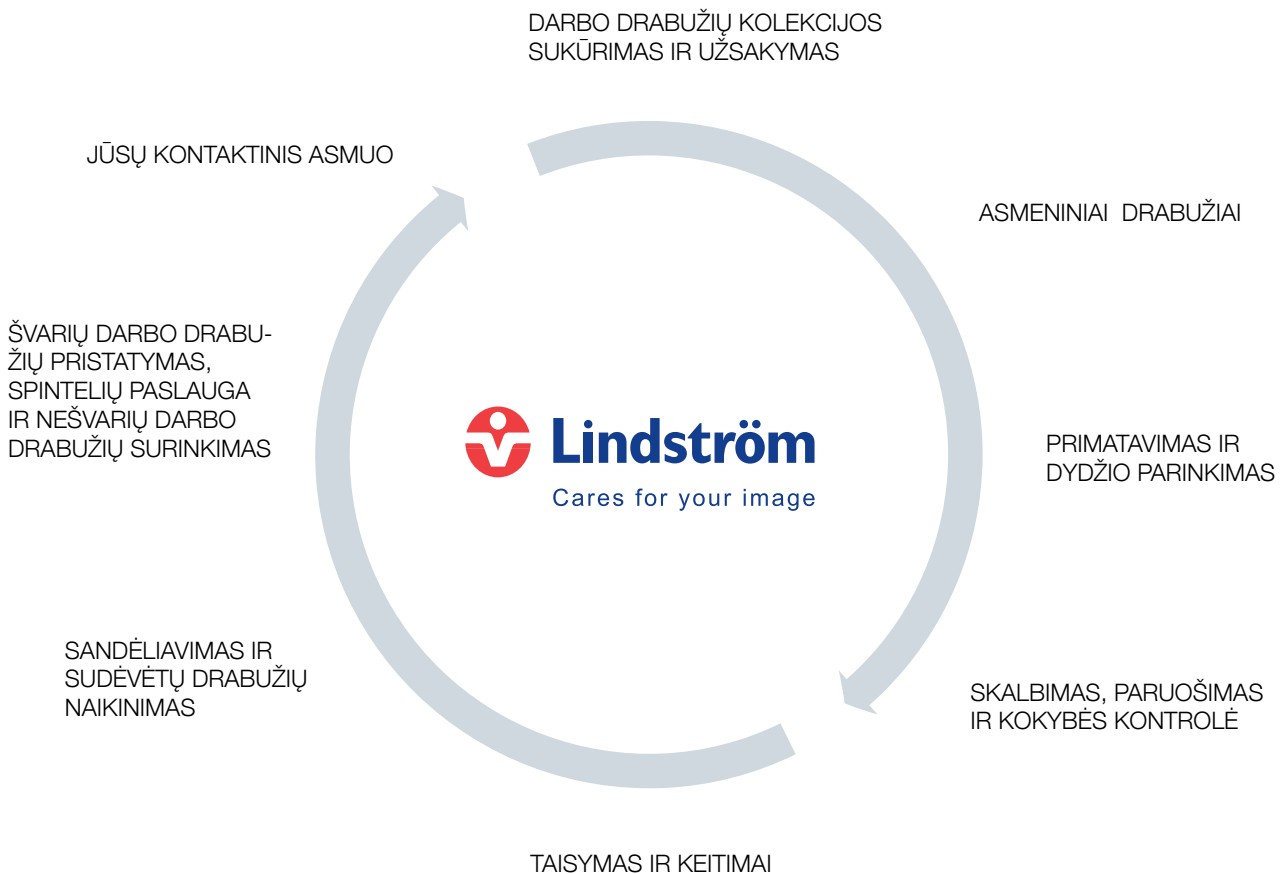 DARBO DRABUŽIŲ KOLEKCIJOS
SUKŪRIMAS IR UŽSAKYMAS
JŪSŲ KONTAKTINIS ASMUO
ASMENINIAI DRABUŽIAI
ŠVARIŲ DARBO DRABU-
ŽIŲ PRISTATYMAS,
SPINTELIŲ PASLAUGA
IR NEŠVARIŲ DARBO
DRABUŽIŲ SURINKIMAS
Lindström
Cares for your image
PRIMATAVIMAS IR
DYDŽIO PARINKIMAS
SANDĖLIAVIMAS IR
SUDĖVĖTŲ DRABUŽIŲ
NAIKINIMAS
SKALBIMAS, PARUOŠIMAS
IR KOKYBĖS KONTROLĖ
TAISYMAS IR KEITIMAI